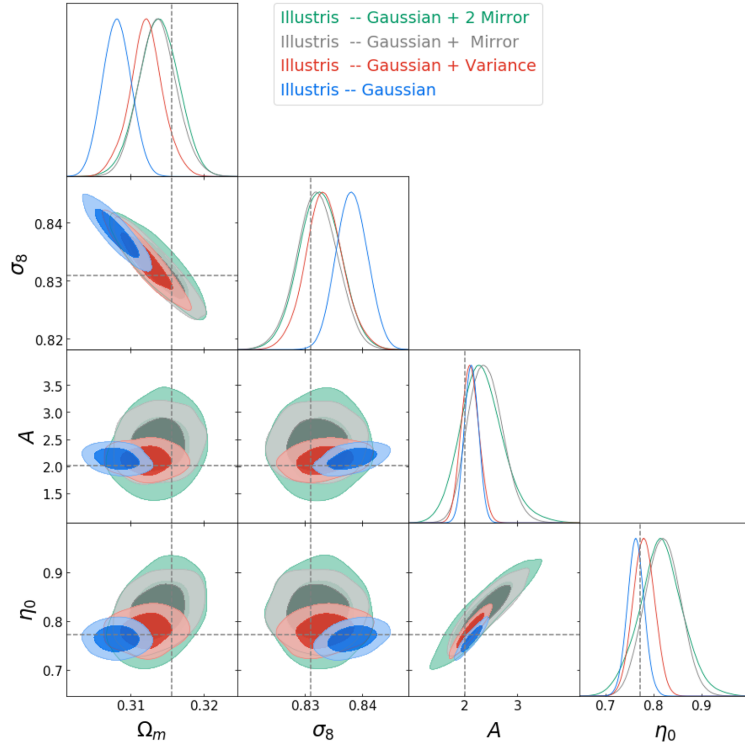 Illustris -- Gaussian + 2 Mirror
Illustris -- Gaussian + Mirror
Illustris -- Gaussian + Variance
Illustris -- Gaussian
0.84
0.83
0.82
σ₈
3.5
3.0
2.5
2.0
1.5
A
0.9
0.8
0.7
η₀
0.31 0.32 0.83 0.84 2 3 0.7 0.8 0.9
Ωₘ σ₈ A η₀